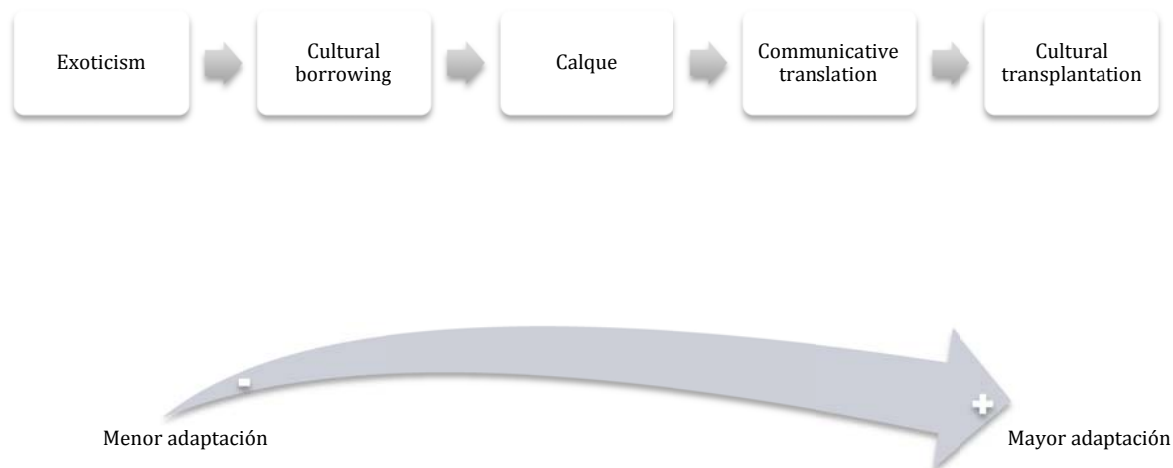 Exoticism
Cultural
borrowing
Calque
Communicative
translation
Cultural
transplantation
-
+
Menor adaptación
Mayor adaptación